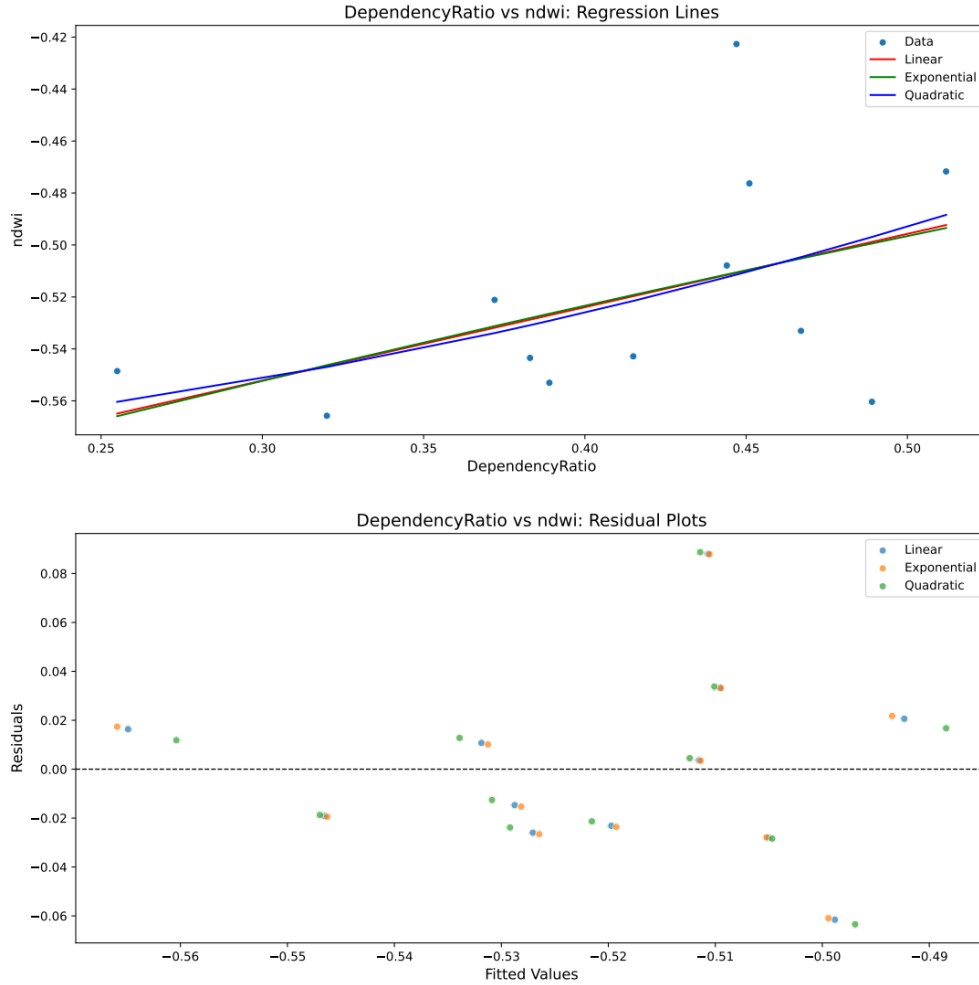 DependencyRatio vs ndwi: Regression Lines
−0.42
−0.44
−0.46
−0.48
−0.50
−0.52
−0.54
−0.56
ndwi
Data
Linear
Exponential
Quadratic
0.25
0.30
0.35
0.40
0.45
0.50
DependencyRatio
DependencyRatio vs ndwi: Residual Plots
0.08
0.06
0.04
0.02
0.00
−0.02
−0.04
−0.06
Residuals
Linear
Exponential
Quadratic
−0.56
−0.55
−0.54
−0.53
−0.52
−0.51
−0.50
−0.49
Fitted Values